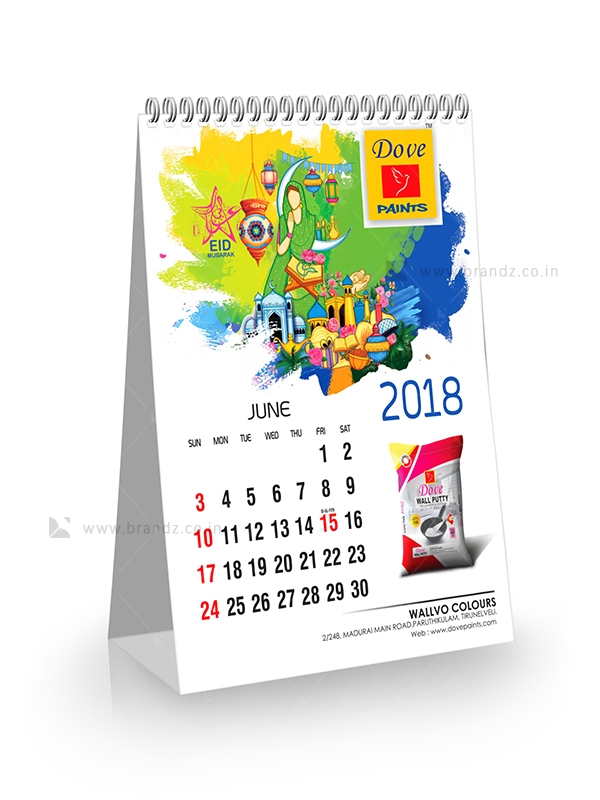 Dove
TM
PAINTS
EID
MUBARAK
www.brandz.co.in
2018
JUNE
SUN MON TUE WED THU FRI SAT
1 2
3 4 5 6 7 8 9
10 11 12 13 14 15 16
17 18 19 20 21 22 23
24 25 26 27 28 29 30
Dove
WALL PUTTY
www.brandz.co.in
WALLVO COLOURS
2/248, MADURAI MAIN ROAD,PARUTHIKULAM, TIRUNELVELI.
Web : www.dovepaints.com